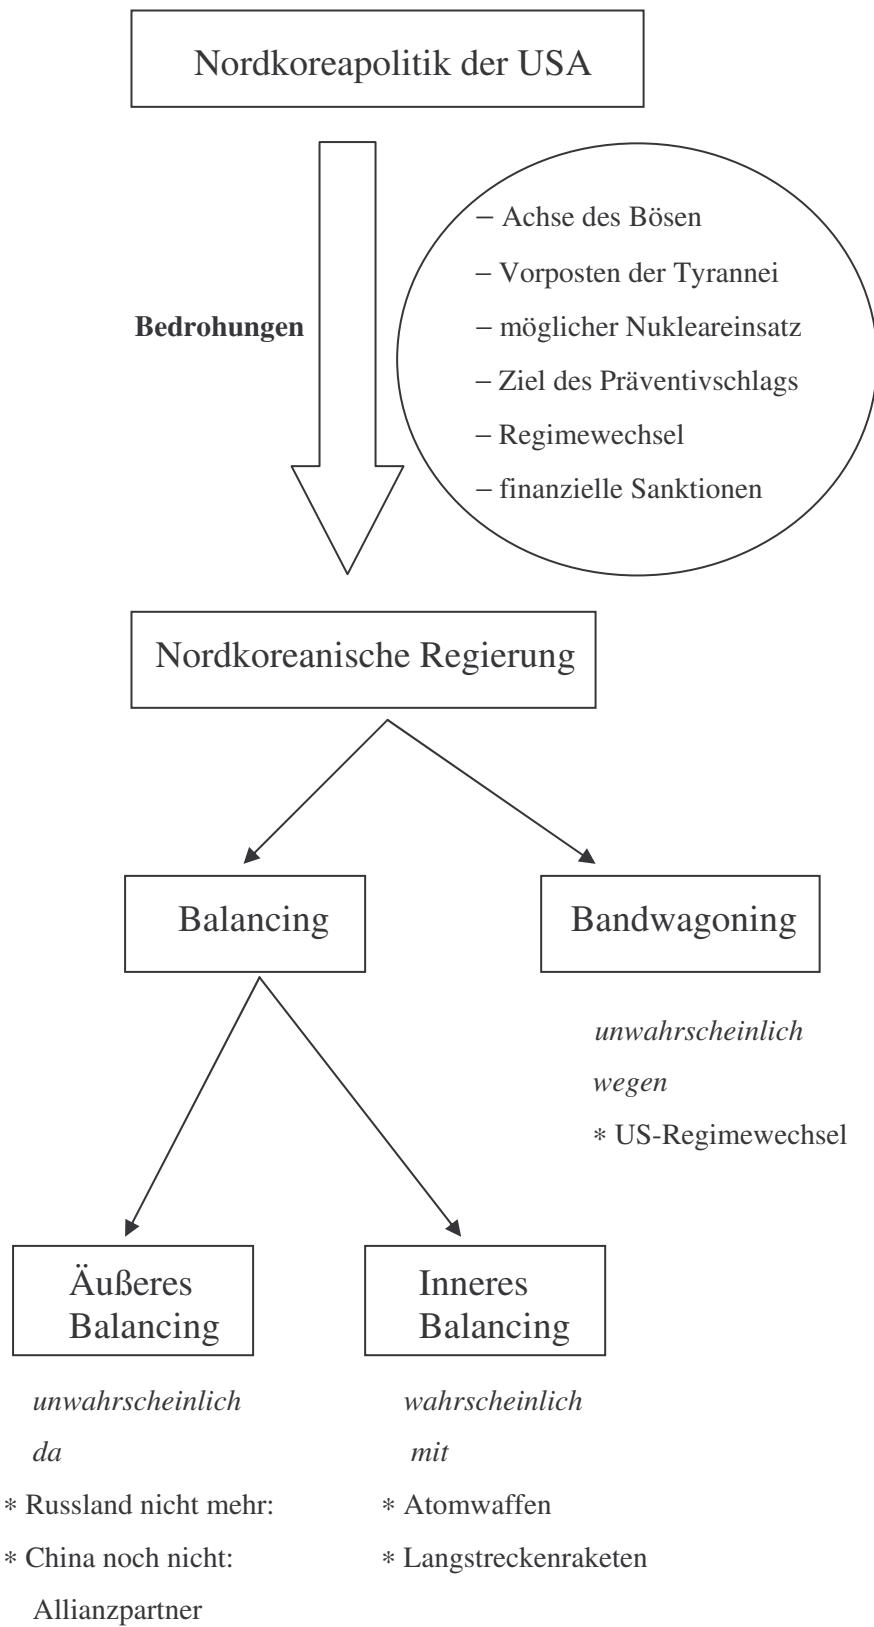 Nordkoreapolitik der USA
Bedrohungen
– Achse des Bösen
– Vorposten der Tyrannei
– möglicher Nukleareinsatz
– Ziel des Präventivschlags
– Regimewechsel
– finanzielle Sanktionen
Nordkoreanische Regierung
Balancing
Bandwagoning
unwahrscheinlich
wegen
* US-Regimewechsel
Äußeres
Balancing
unwahrscheinlich
da
* Russland nicht mehr:
* China noch nicht:
Allianzpartner
Inneres
Balancing
wahrscheinlich
mit
* Atomwaffen
* Langstreckenraketen